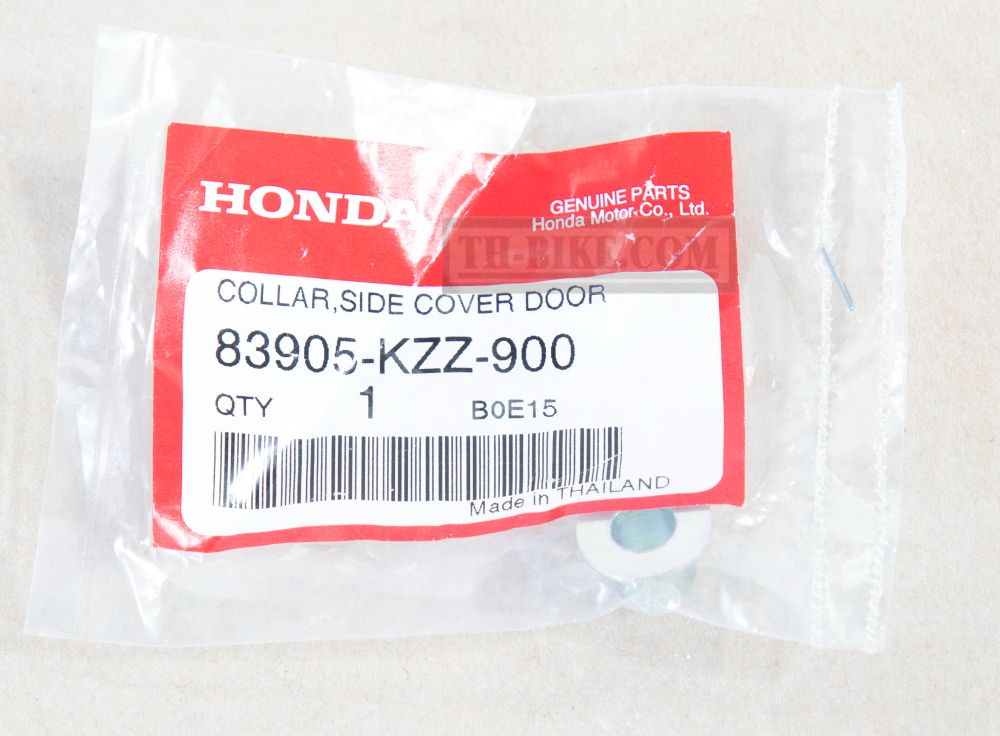 HONDA
GENUINE PARTS
Honda Motor Co., Ltd.
TH-BIKE.COM
COLLAR,SIDE COVER DOOR
83905-KZZ-900
QTY 1 B0E15
Made in THAILAND